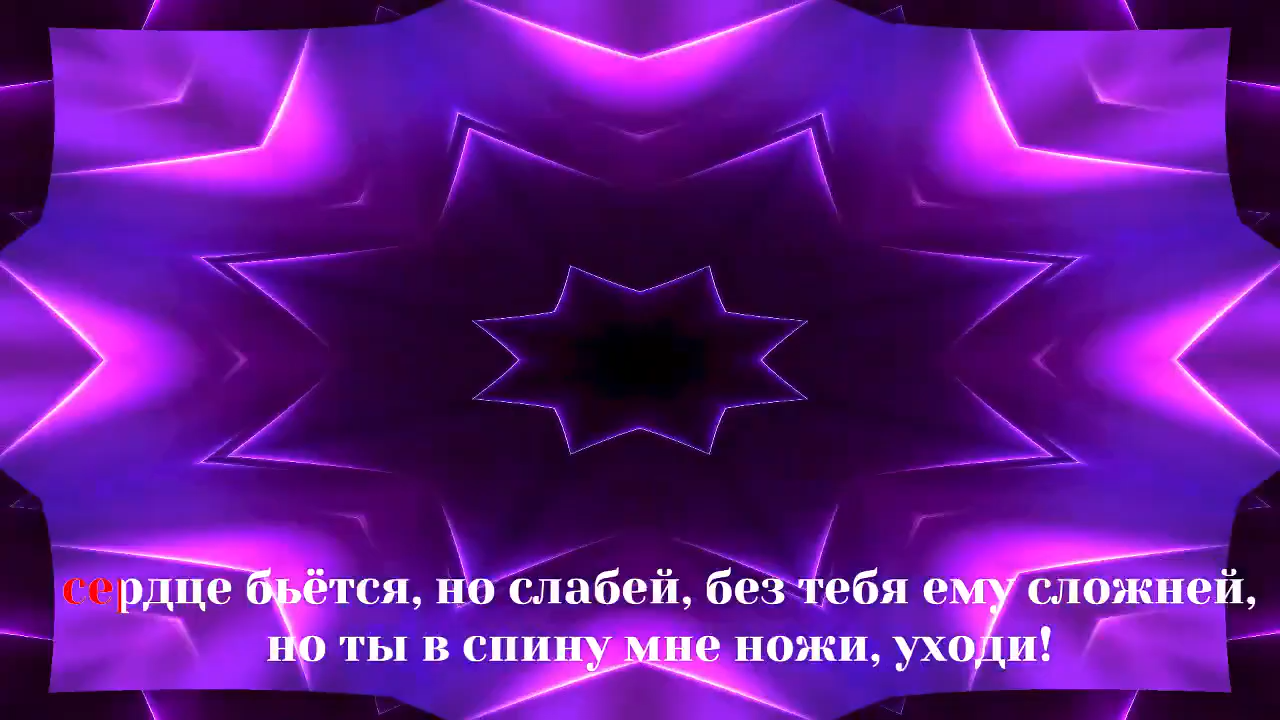 сердце бьётся, но слабей, без тебя ему сложней,
но ты в спину мне ножи, уходи!